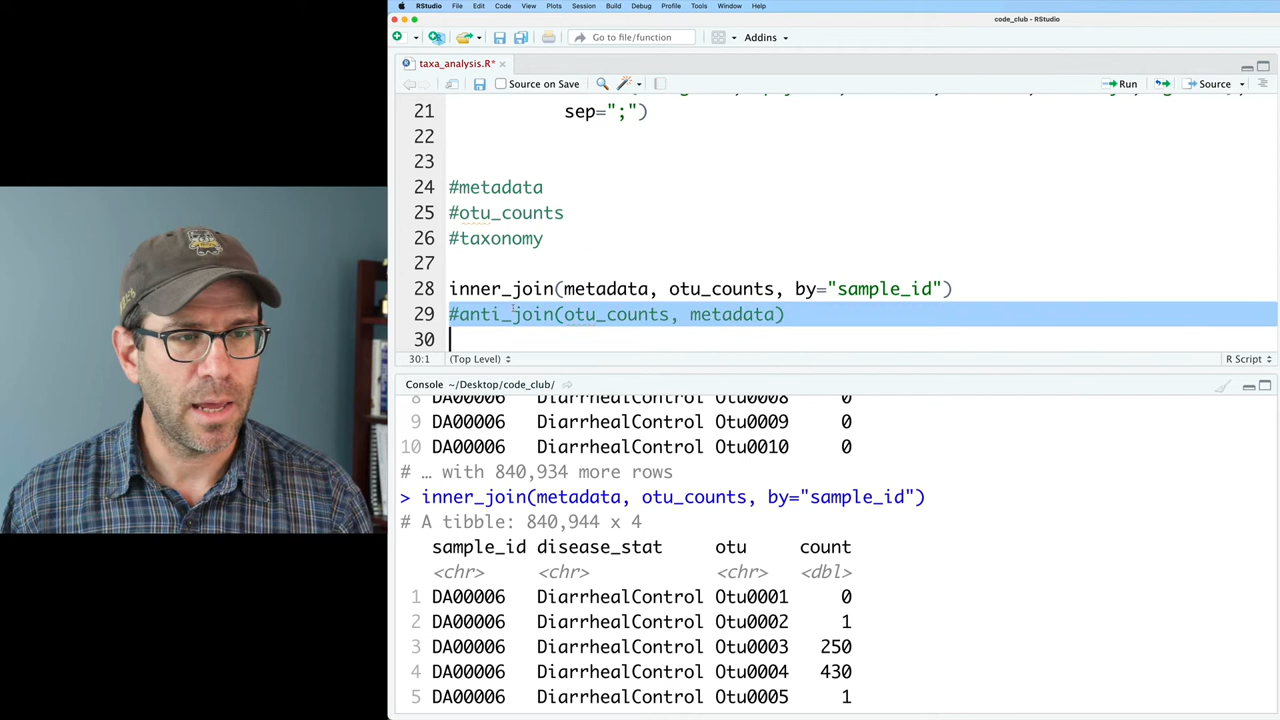 RStudio File Edit Code View Plots Session Build Debug Profile Tools Window Help
code_club - RStudio
Go to file/function Addins
taxa_analysis.R*
Source on Save Run Source
21 sep=";")
22
23
24 #metadata
25 #otu_counts
26 #taxonomy
27
28 inner_join(metadata, otu_counts, by="sample_id")
29 #anti_join(otu_counts, metadata)
30
30:1 (Top Level) R Script
Console ~/Desktop/code_club/
8 DA00006 DiarrhealControl Otu0008 0
9 DA00006 DiarrhealControl Otu0009 0
10 DA00006 DiarrhealControl Otu0010 0
# … with 840,934 more rows
> inner_join(metadata, otu_counts, by="sample_id")
# A tibble: 840,944 x 4
sample_id disease_stat otu count
<chr> <chr> <chr> <dbl>
1 DA00006 DiarrhealControl Otu0001 0
2 DA00006 DiarrhealControl Otu0002 1
3 DA00006 DiarrhealControl Otu0003 250
4 DA00006 DiarrhealControl Otu0004 430
5 DA00006 DiarrhealControl Otu0005 1